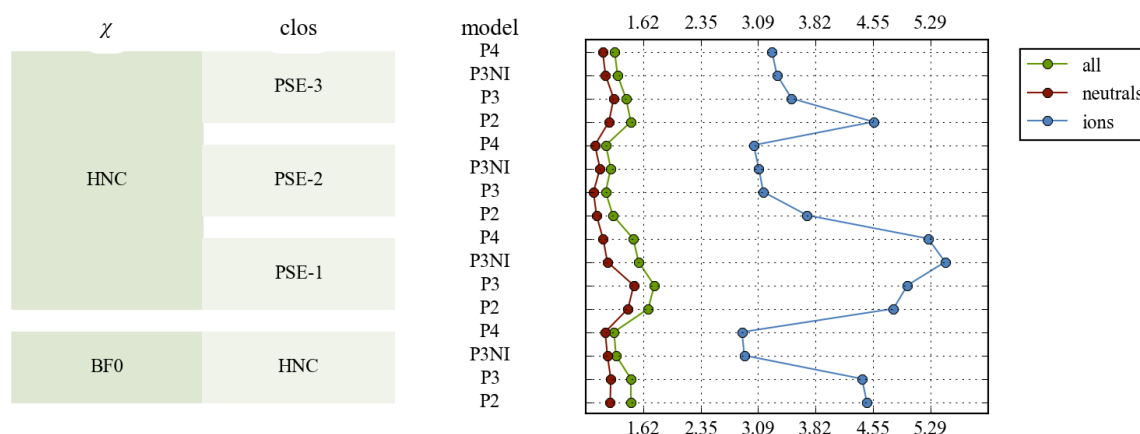 χ clos model 1.62 2.35 3.09 3.82 4.55 5.29
P4
PSE-3 P3NI all
P3 neutrals
P2 ions
P4
HNC PSE-2 P3NI
P3
P2
P4
PSE-1 P3NI
P3
P2
P4
BF0 HNC P3NI
P3
P2
1.62 2.35 3.09 3.82 4.55 5.29